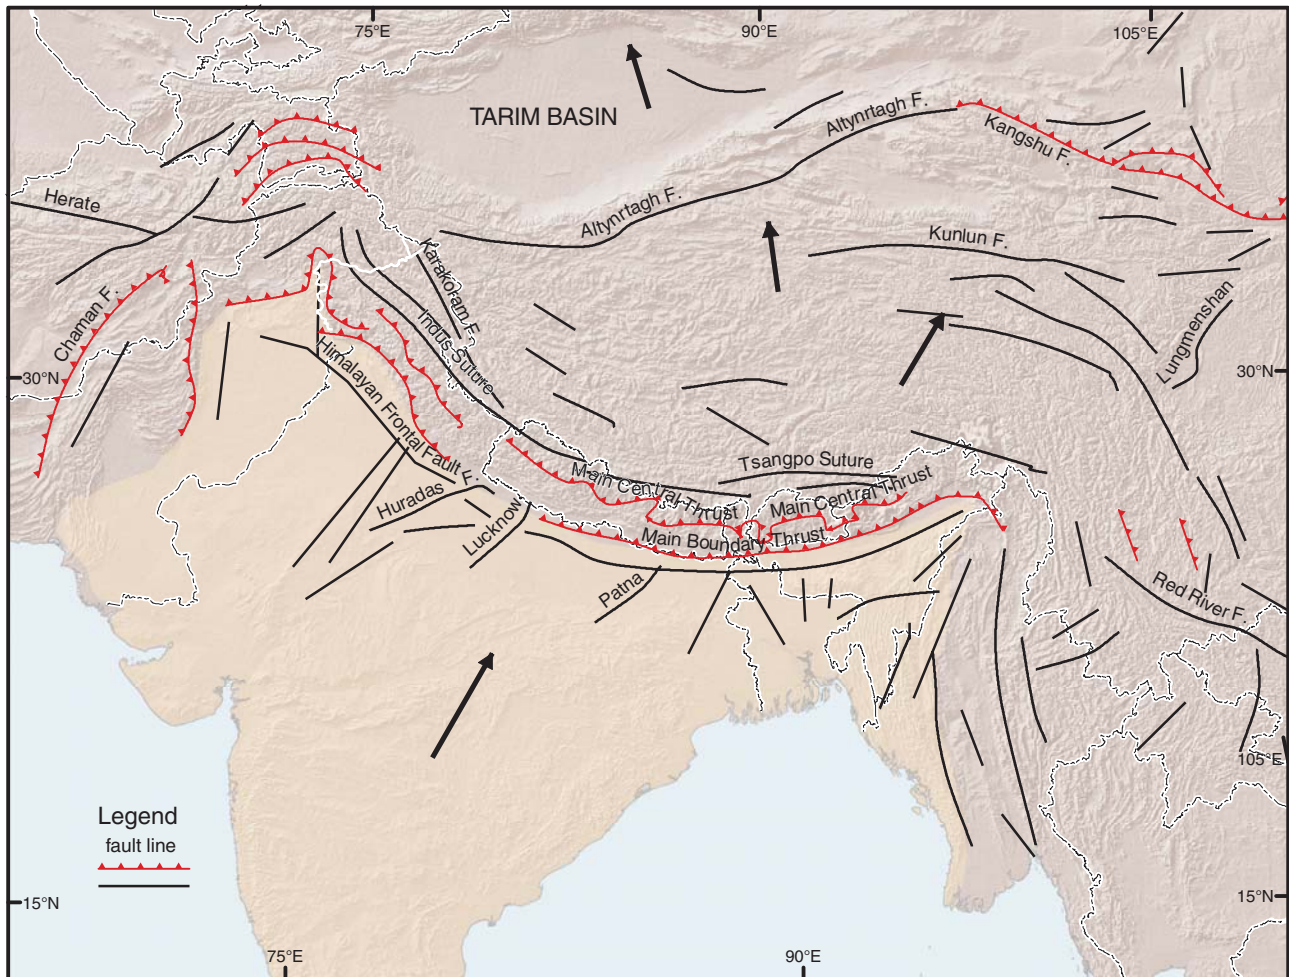 75°E
90°E
105°E
TARIM BASIN
Altynrtagh F.
Kangshu F.
Herate
Altynrtagh F.
Kunlun F.
Karakoram F.
Chaman F.
Indus Suture
Lungmenshan
30°N
30°N
Himalayan Frontal Fault
F.
Huradas
Lucknow
Main Central Thrust
Tsangpo Suture
Main Central Thrust
Main Boundary Thrust
Patna
Red River F.
105°E
Legend
fault line
15°N
15°N
75°E
90°E